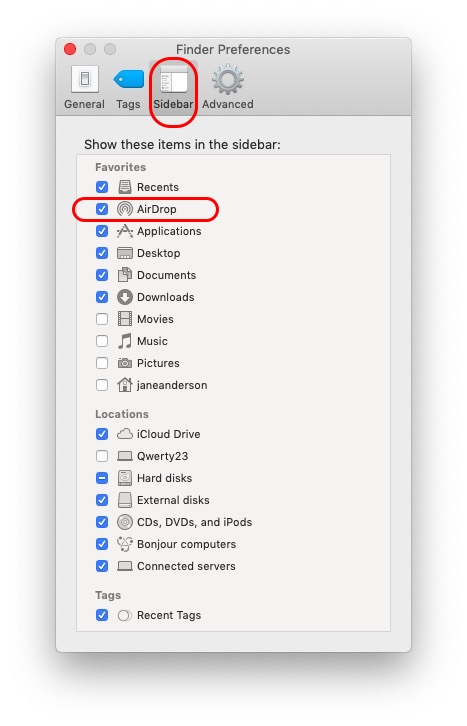 Finder Preferences
General Tags Sidebar Advanced
Show these items in the sidebar:
Favorites
Recents
AirDrop
Applications
Desktop
Documents
Downloads
Movies
Music
Pictures
janeanderson
Locations
iCloud Drive
Qwerty23
Hard disks
External disks
CDs, DVDs, and iPods
Bonjour computers
Connected servers
Tags
Recent Tags